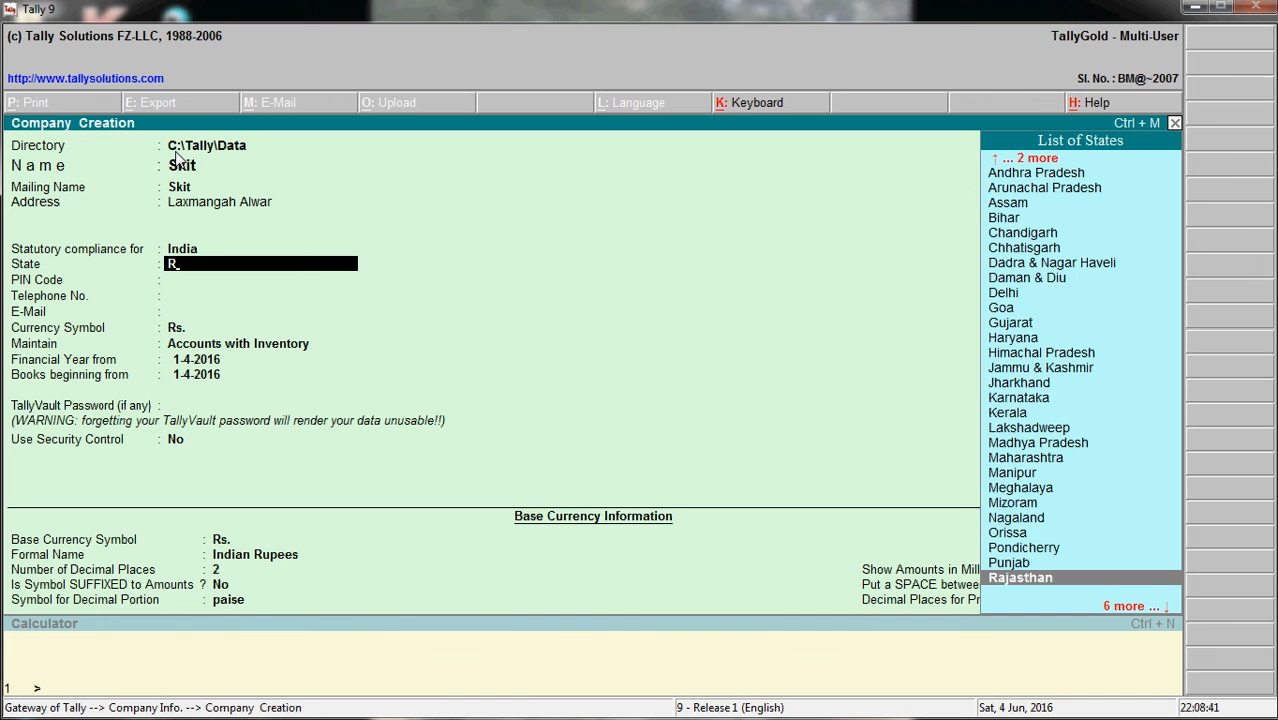 Tally 9
(c) Tally Solutions FZ-LLC, 1988-2006
TallyGold - Multi-User
http://www.tallysolutions.com
Sl. No. : BM@~2007
P: Print
E: Export
M: E-Mail
O: Upload
L: Language
K: Keyboard
H: Help
Company Creation
Ctrl + M
Directory : C:\Tally\Data
Name : Skit
Mailing Name : Skit
Address : Laxmangah Alwar
Statutory compliance for : India
State : R
PIN Code :
Telephone No. :
E-Mail :
Currency Symbol : Rs.
Maintain : Accounts with Inventory
Financial Year from : 1-4-2016
Books beginning from : 1-4-2016
TallyVault Password (if any) :
(WARNING: forgetting your TallyVault password will render your data unusable!!)
Use Security Control : No
Base Currency Information
Base Currency Symbol : Rs.
Formal Name : Indian Rupees
Number of Decimal Places : 2
Show Amounts in Mill
Is Symbol SUFFIXED to Amounts ? No
Put a SPACE between
Symbol for Decimal Portion : paise
Decimal Places for Pr
List of States
↑ ... 2 more
Andhra Pradesh
Arunachal Pradesh
Assam
Bihar
Chandigarh
Chhatisgarh
Dadra & Nagar Haveli
Daman & Diu
Delhi
Goa
Gujarat
Haryana
Himachal Pradesh
Jammu & Kashmir
Jharkhand
Karnataka
Kerala
Lakshadweep
Madhya Pradesh
Maharashtra
Manipur
Meghalaya
Mizoram
Nagaland
Orissa
Pondicherry
Punjab
Rajasthan
6 more ... ↓
Calculator
Ctrl + N
1 >
Gateway of Tally --> Company Info. --> Company Creation
9 - Release 1 (English)
Sat, 4 Jun, 2016
22:08:41